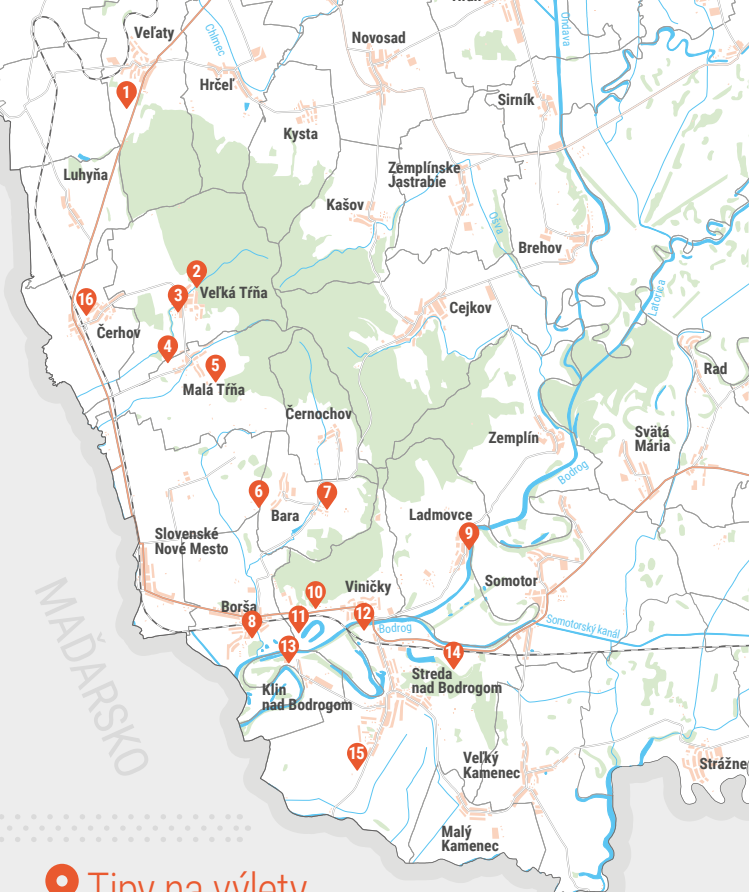 Veľaty
Chlmec
Novosad
Ondava
Hrčeľ
1
Sirník
Kysta
Luhyňa
Zemplínske
Jastrabie
Kašov
Ošva
Brehov
2
Veľká Tŕňa
3
16
Čerhov
Latorica
Cejkov
4
5
Malá Tŕňa
Rad
Černochov
Zemplín
Svätá
Mária
Bodrog
6
7
Bara
Ladmovce
9
Slovenské
Nové Mesto
Somotor
Viničky
10
Borša
8
11
12
Bodrog
Somotorský kanál
13
14
Streda
nad Bodrogom
Klin
nad Bodrogom
MAĎARSKO
15
Veľký
Kamenec
Strážne
Malý
Kamenec
Tipy na výlety